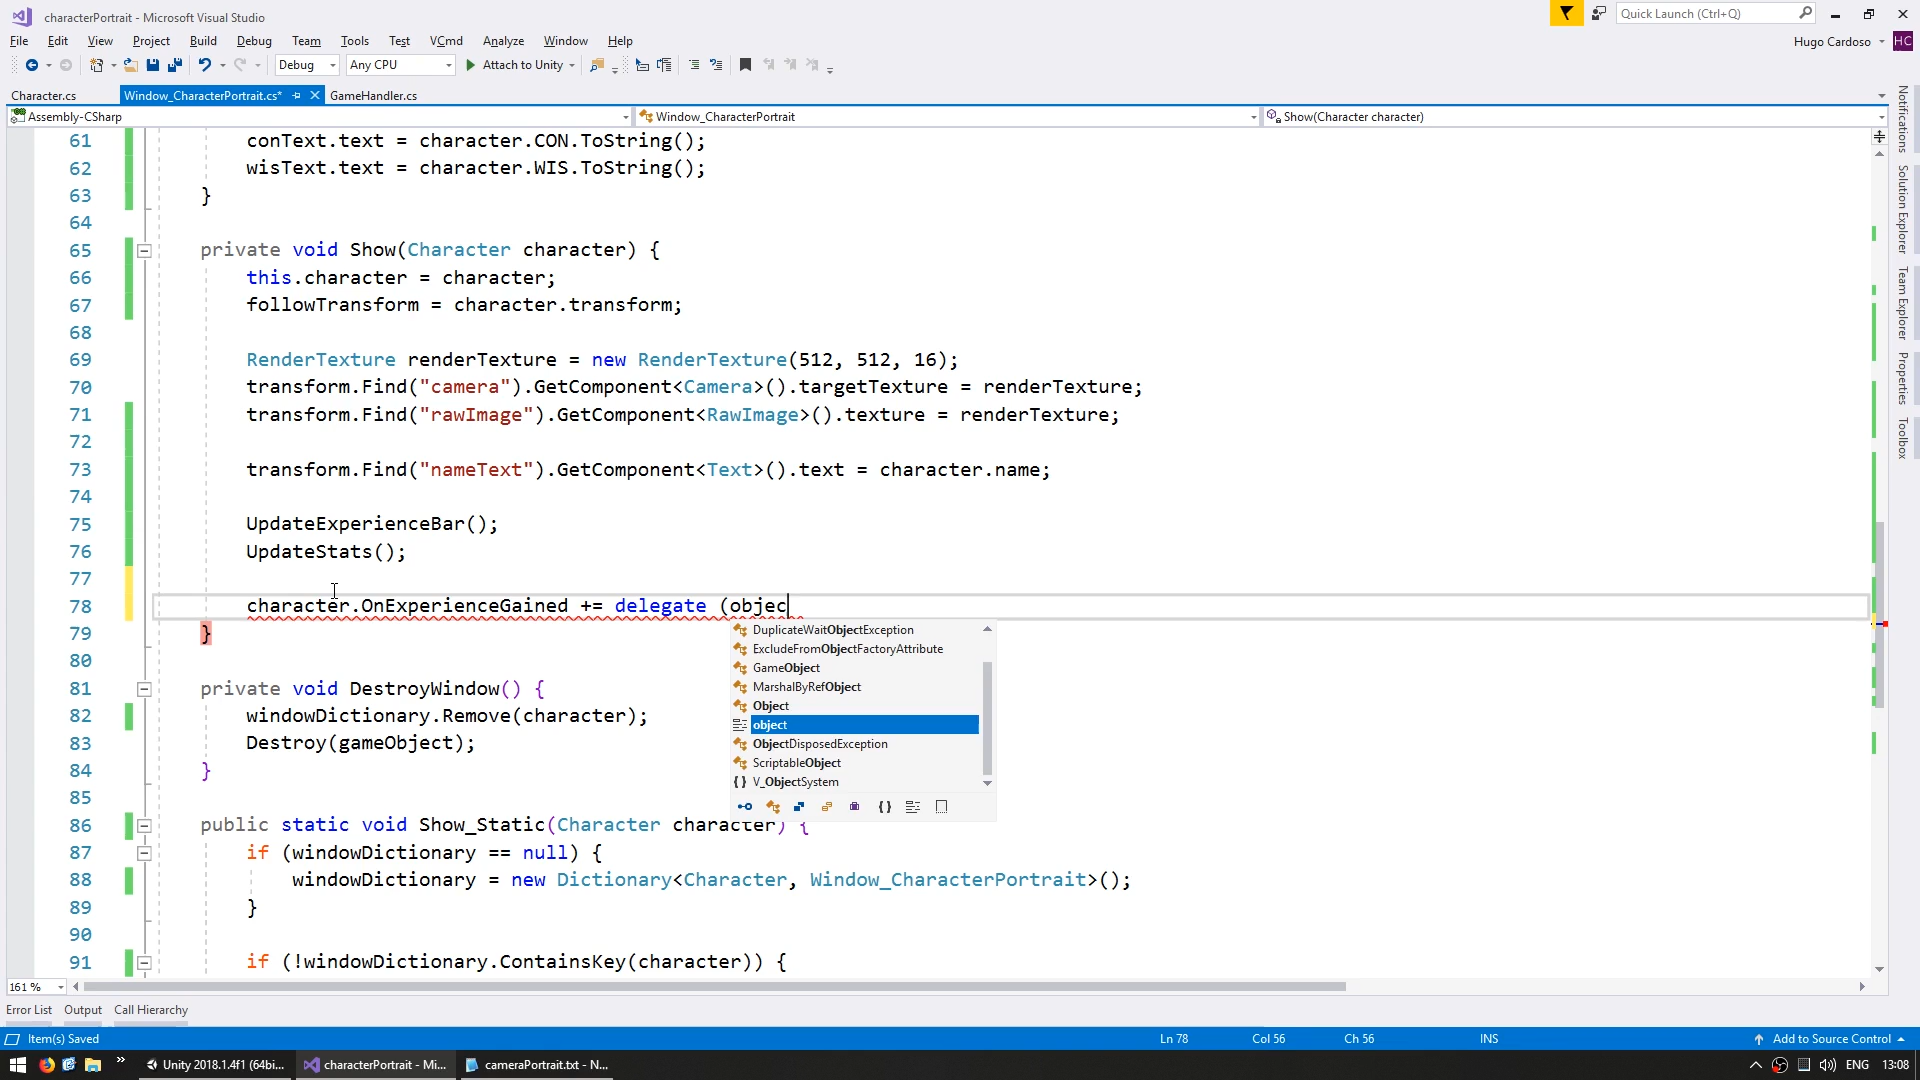 characterPortrait - Microsoft Visual Studio
Quick Launch (Ctrl+Q)
File Edit View Project Build Debug Team Tools Test VCmd Analyze Window Help
Hugo Cardoso HC
Debug Any CPU Attach to Unity
Character.cs Window_CharacterPortrait.cs* GameHandler.cs
Assembly-CSharp Window_CharacterPortrait Show(Character character)
61 conText.text = character.CON.ToString();
62 wisText.text = character.WIS.ToString();
63 }
64
65 private void Show(Character character) {
66 this.character = character;
67 followTransform = character.transform;
68
69 RenderTexture renderTexture = new RenderTexture(512, 512, 16);
70 transform.Find("camera").GetComponent<Camera>().targetTexture = renderTexture;
71 transform.Find("rawImage").GetComponent<RawImage>().texture = renderTexture;
72
73 transform.Find("nameText").GetComponent<Text>().text = character.name;
74
75 UpdateExperienceBar();
76 UpdateStats();
77
78 character.OnExperienceGained += delegate (objec
79 }
80
81 private void DestroyWindow() {
82 windowDictionary.Remove(character);
83 Destroy(gameObject);
84 }
85
86 public static void Show_Static(Character character) {
87 if (windowDictionary == null) {
88 windowDictionary = new Dictionary<Character, Window_CharacterPortrait>();
89 }
90
91 if (!windowDictionary.ContainsKey(character)) {
DuplicateWaitObjectException
ExcludeFromObjectFactoryAttribute
GameObject
MarshalByRefObject
Object
object
ObjectDisposedException
ScriptableObject
{ } V_ObjectSystem
Notifications
Solution Explorer
Team Explorer
Properties
Toolbox
161 %
Error List Output Call Hierarchy
Item(s) Saved Ln 78 Col 56 Ch 56 INS Add to Source Control
Unity 2018.1.4f1 (64bi... characterPortrait - Mi... cameraPortrait.txt - N... ENG 13:08